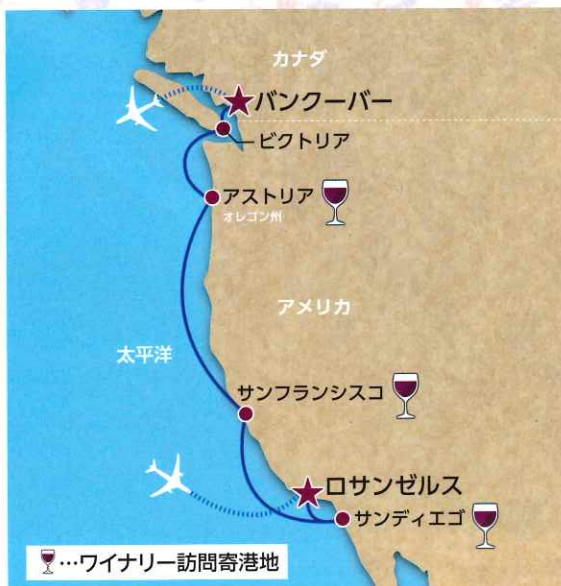 カナダ
バンクーバー
ビクトリア
アストリア
オレゴン州
アメリカ
太平洋
サンフランシスコ
ロサンゼルス
サンディエゴ
…ワイナリー訪問寄港地